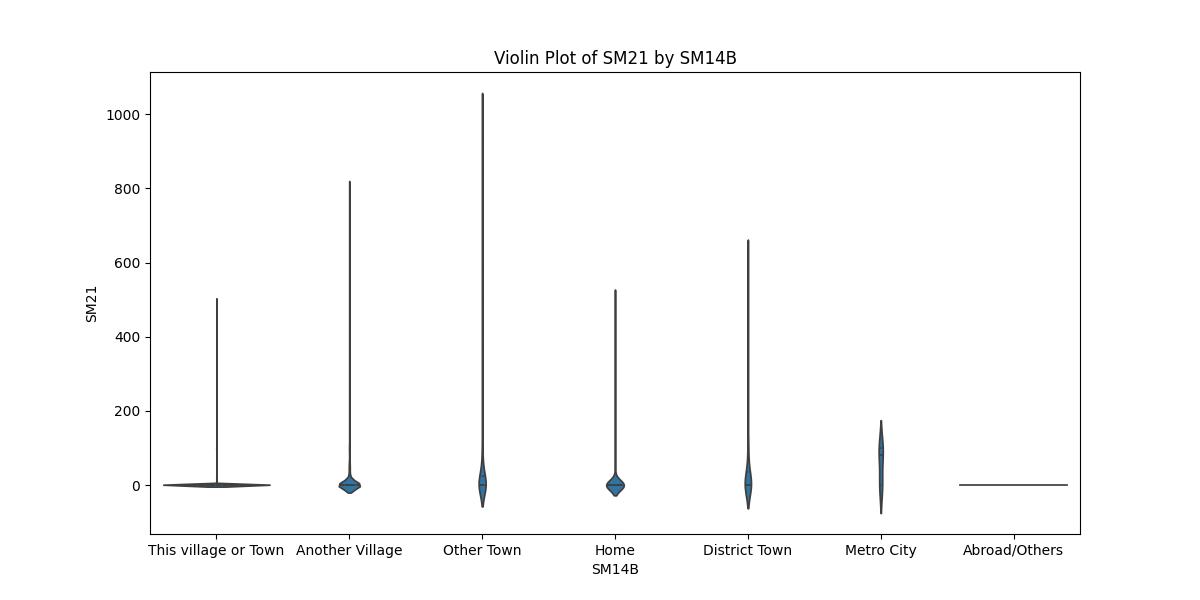 Violin Plot of SM21 by SM14B
1000
800
600
400
200
0
SM21
This village or Town Another Village Other Town Home District Town Metro City Abroad/Others
SM14B